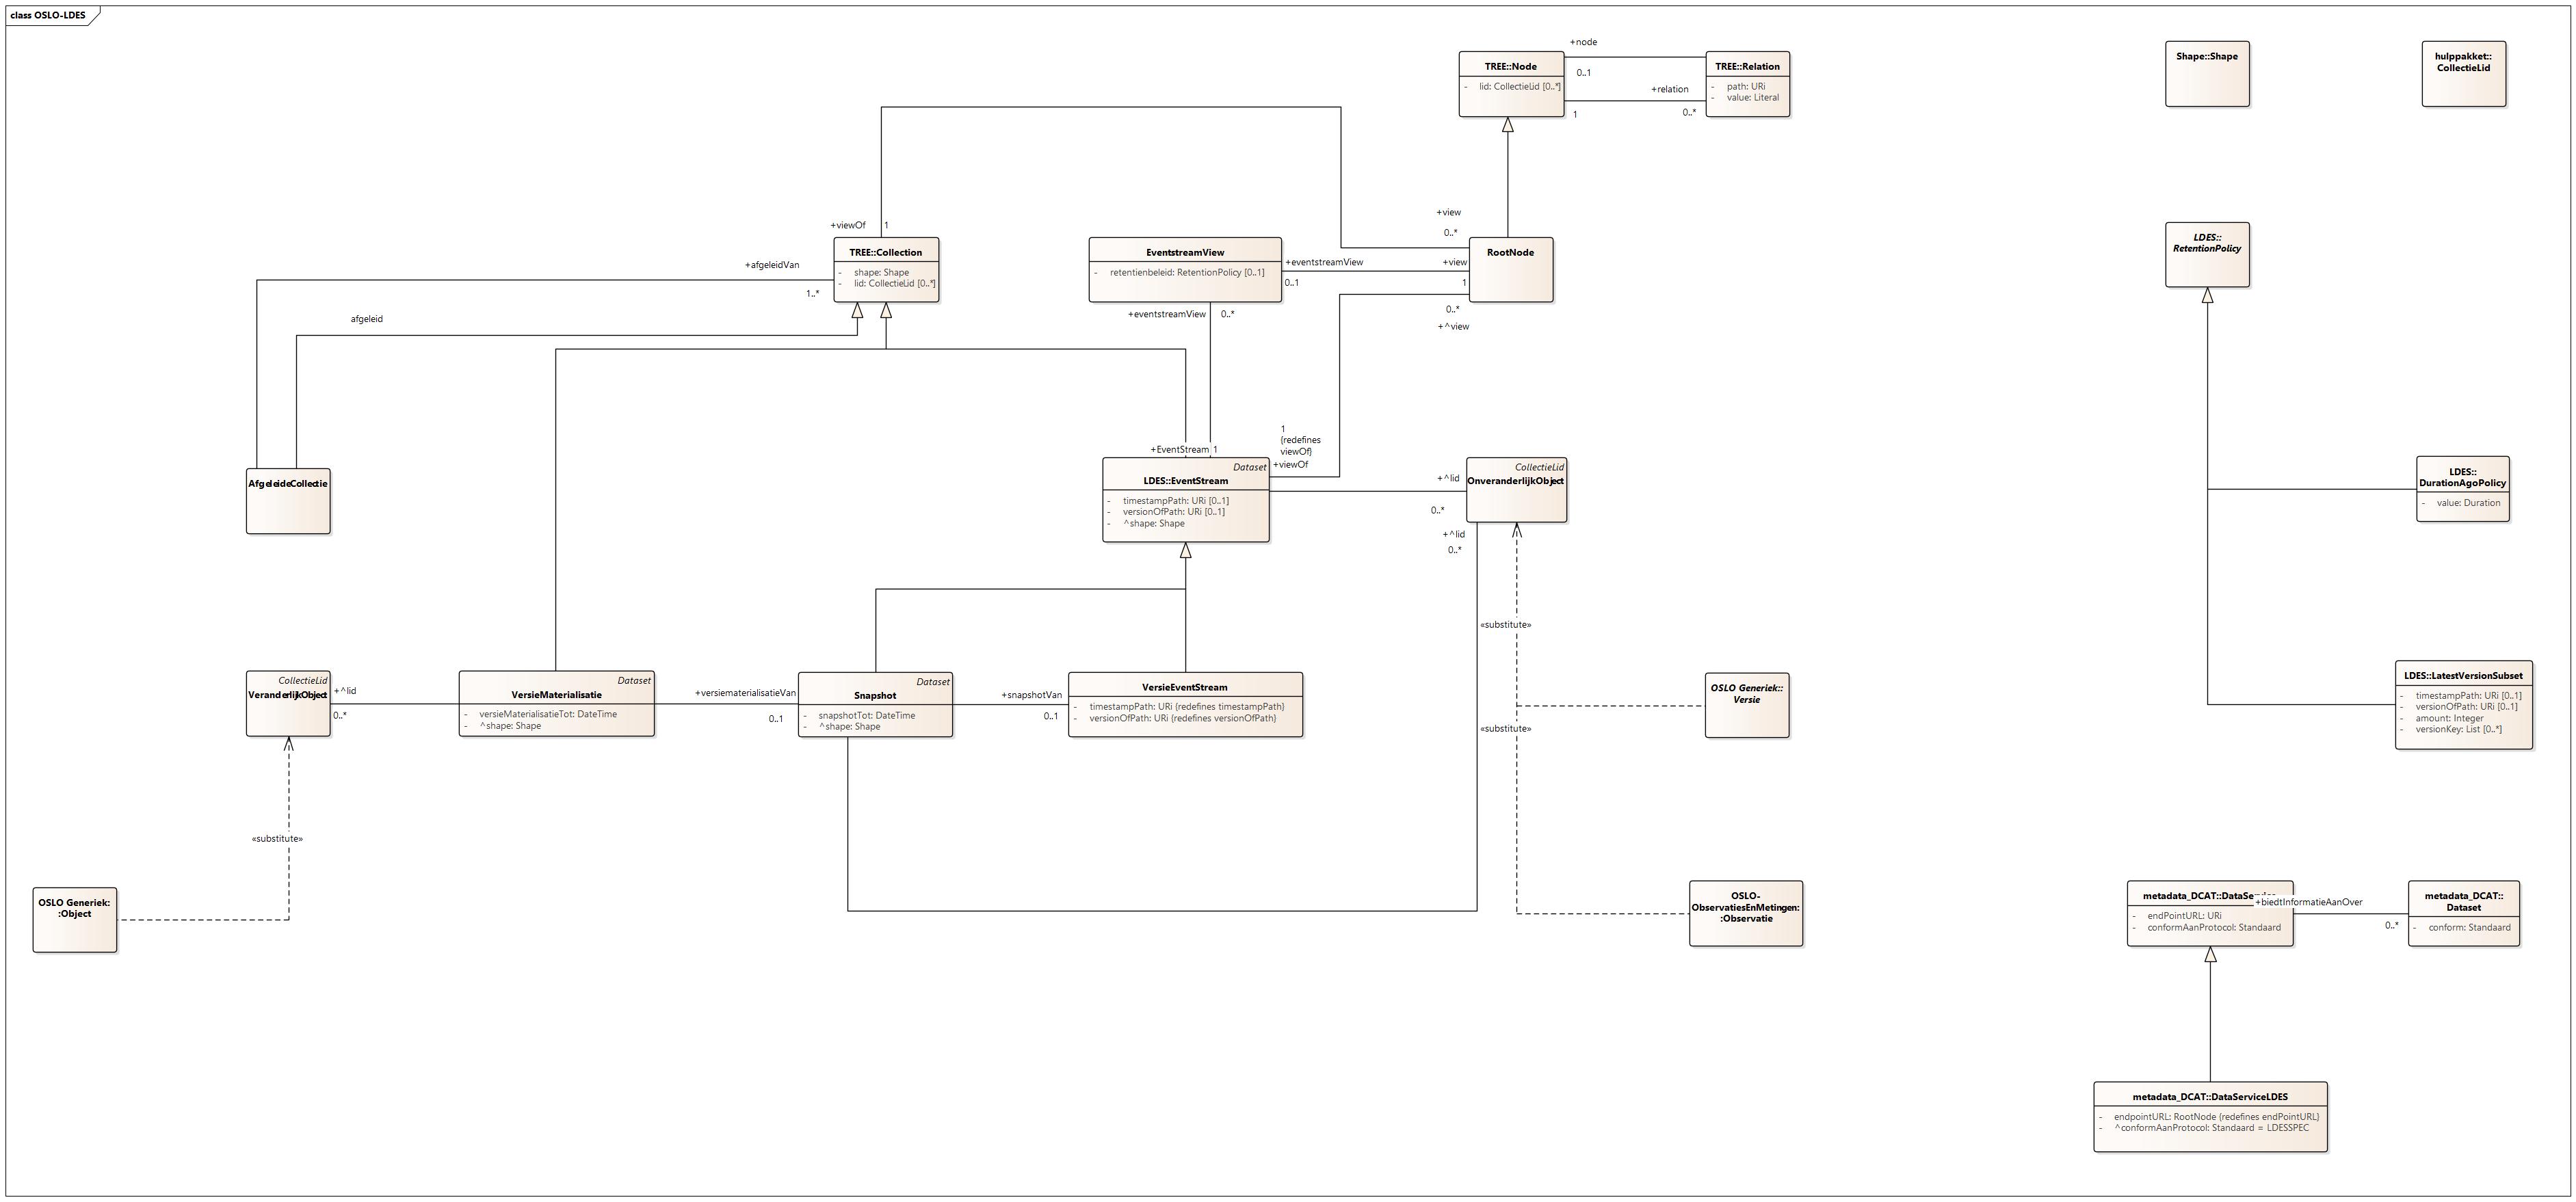 class OSLO-LDES
+node
0..1
TREE::Node
- lid: CollectieLid [0..*]
TREE::Relation
- path: URi
- value: Literal
+relation
1
0..*
Shape::Shape
hulppakket::
CollectieLid
+viewOf
1
+view
0..*
TREE::Collection
- shape: Shape
- lid: CollectieLid [0..*]
EventstreamView
- retentienbeleid: RetentionPolicy [0..1]
+eventstreamView
0..1
+view
1
RootNode
LDES::
RetentionPolicy
+afgeleidVan
1..*
afgeleid
+eventstreamView
0..*
0..*
+^view
1
{redefines
viewOf}
+viewOf
+EventStream
1
AfgeleideCollectie
Dataset
LDES::EventStream
- timestampPath: URi [0..1]
- versionOfPath: URi [0..1]
- ^shape: Shape
+^lid
0..*
CollectieLid
OnveranderlijkObject
+^lid
0..*
LDES::
DurationAgoPolicy
- value: Duration
«substitute»
CollectieLid
VeranderlijkObject
+^lid
0..*
Dataset
VersieMaterialisatie
- versieMaterialisatieTot: DateTime
- ^shape: Shape
+versiematerialisatieVan
0..1
Dataset
Snapshot
- snapshotTot: DateTime
- ^shape: Shape
+snapshotVan
0..1
VersieEventStream
- timestampPath: URi {redefines timestampPath}
- versionOfPath: URi {redefines versionOfPath}
«substitute»
OSLO Generiek::
Versie
LDES::LatestVersionSubset
- timestampPath: URi [0..1]
- versionOfPath: URi [0..1]
- amount: Integer
- versionKey: List [0..*]
«substitute»
OSLO Generiek:
:Object
OSLO-
ObservatiesEnMetingen:
:Observatie
metadata_DCAT::
- endPointURL: URi
- conformAanProtocol: Standaard
+biedtInformatieAanOver
0..*
metadata_DCAT::
Dataset
- conform: Standaard
metadata_DCAT::DataServiceLDES
- endpointURL: RootNode {redefines endPointURL}
- ^conformAanProtocol: Standaard = LDESSPEC